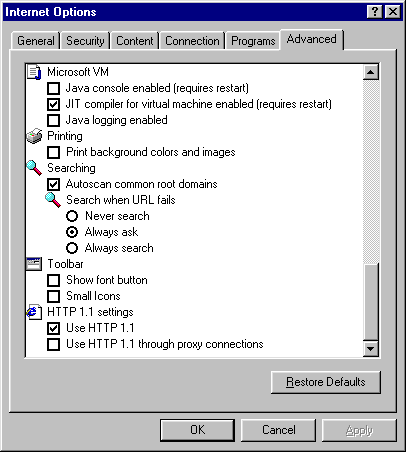 Internet Options
General Security Content Connection Programs Advanced
Microsoft VM
Java console enabled (requires restart)
JIT compiler for virtual machine enabled (requires restart)
Java logging enabled
Printing
Print background colors and images
Searching
Autoscan common root domains
Search when URL fails
Never search
Always ask
Always search
Toolbar
Show font button
Small Icons
HTTP 1.1 settings
Use HTTP 1.1
Use HTTP 1.1 through proxy connections
Restore Defaults
OK Cancel Apply